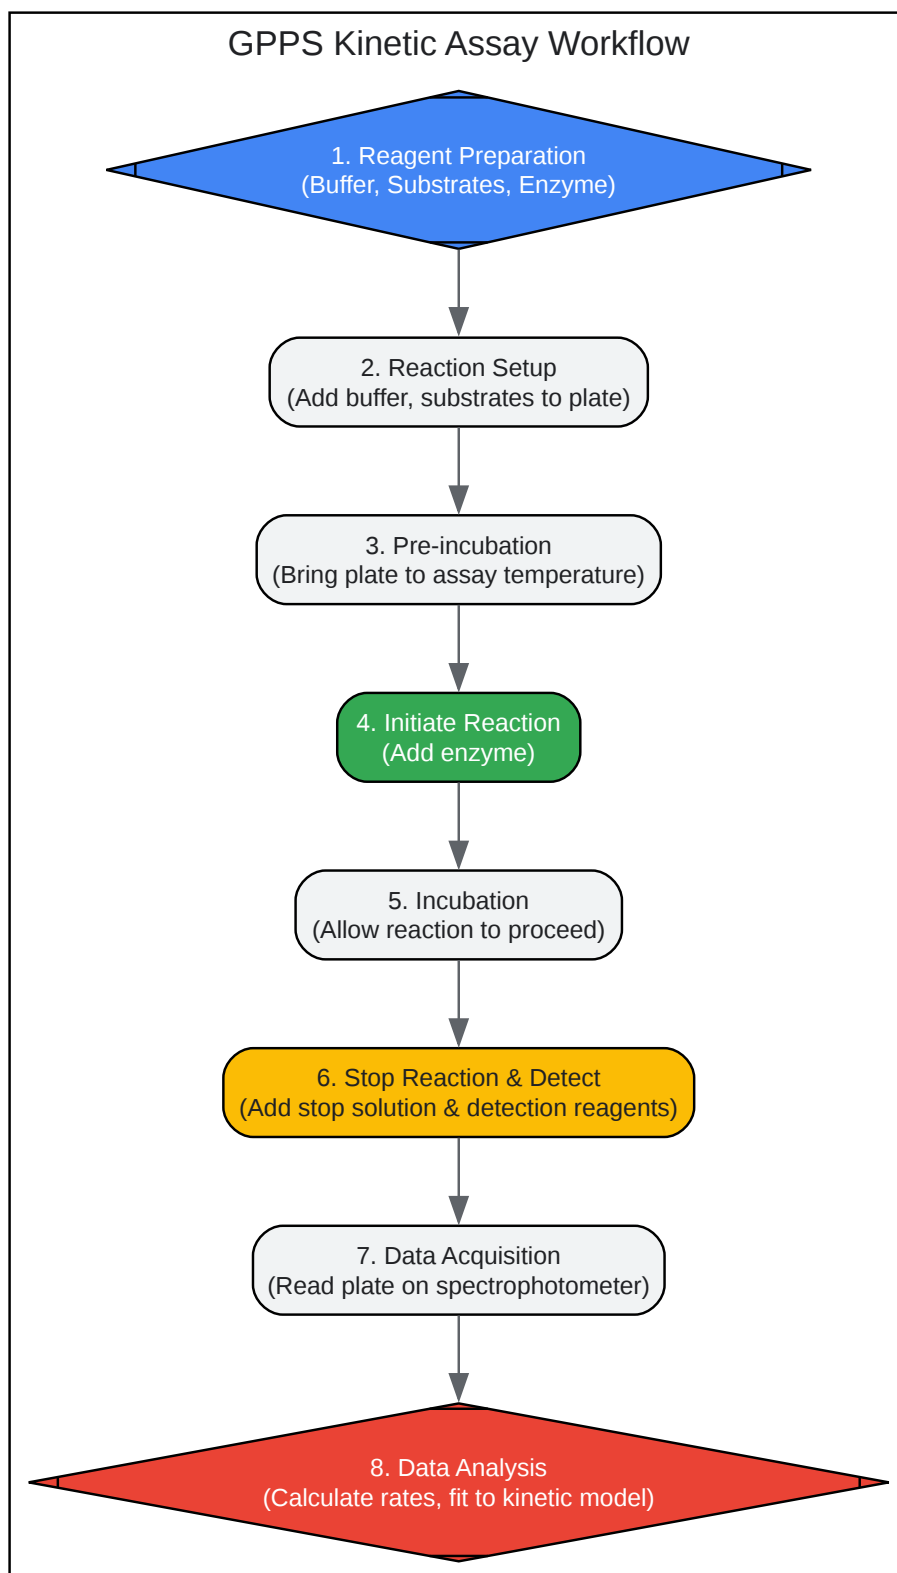 GPPS Kinetic Assay Workflow
1. Reagent Preparation
(Buffer, Substrates, Enzyme)
2. Reaction Setup
(Add buffer, substrates to plate)
3. Pre-incubation
(Bring plate to assay temperature)
4. Initiate Reaction
(Add enzyme)
5. Incubation
(Allow reaction to proceed)
6. Stop Reaction & Detect
(Add stop solution & detection reagents)
7. Data Acquisition
(Read plate on spectrophotometer)
8. Data Analysis
(Calculate rates, fit to kinetic model)